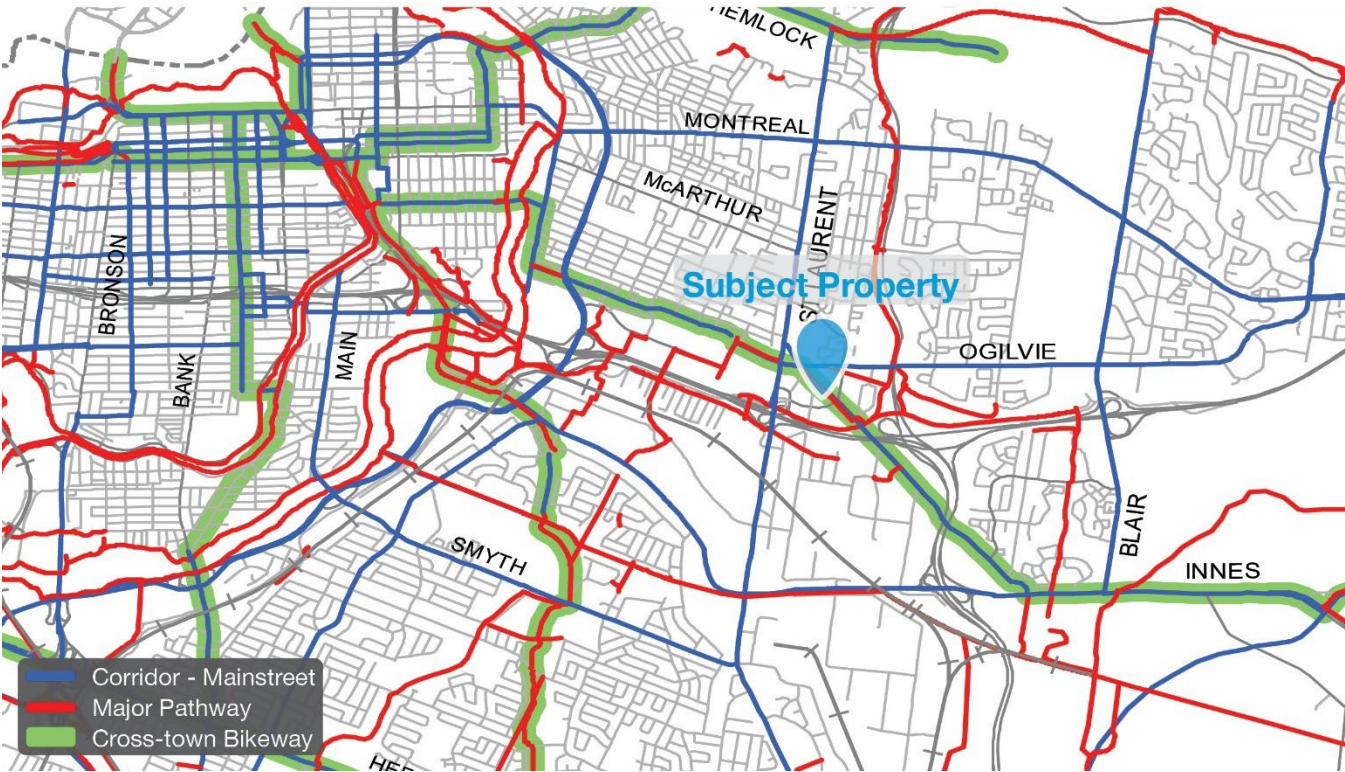 HEMLOCK
MONTREAL
McARTHUR
ST LAURENT
Subject Property
BRONSON
OGILVIE
MAIN
BANK
BLAIR
SMYTH
INNES
Corridor - Mainstreet
Major Pathway
Cross-town Bikeway